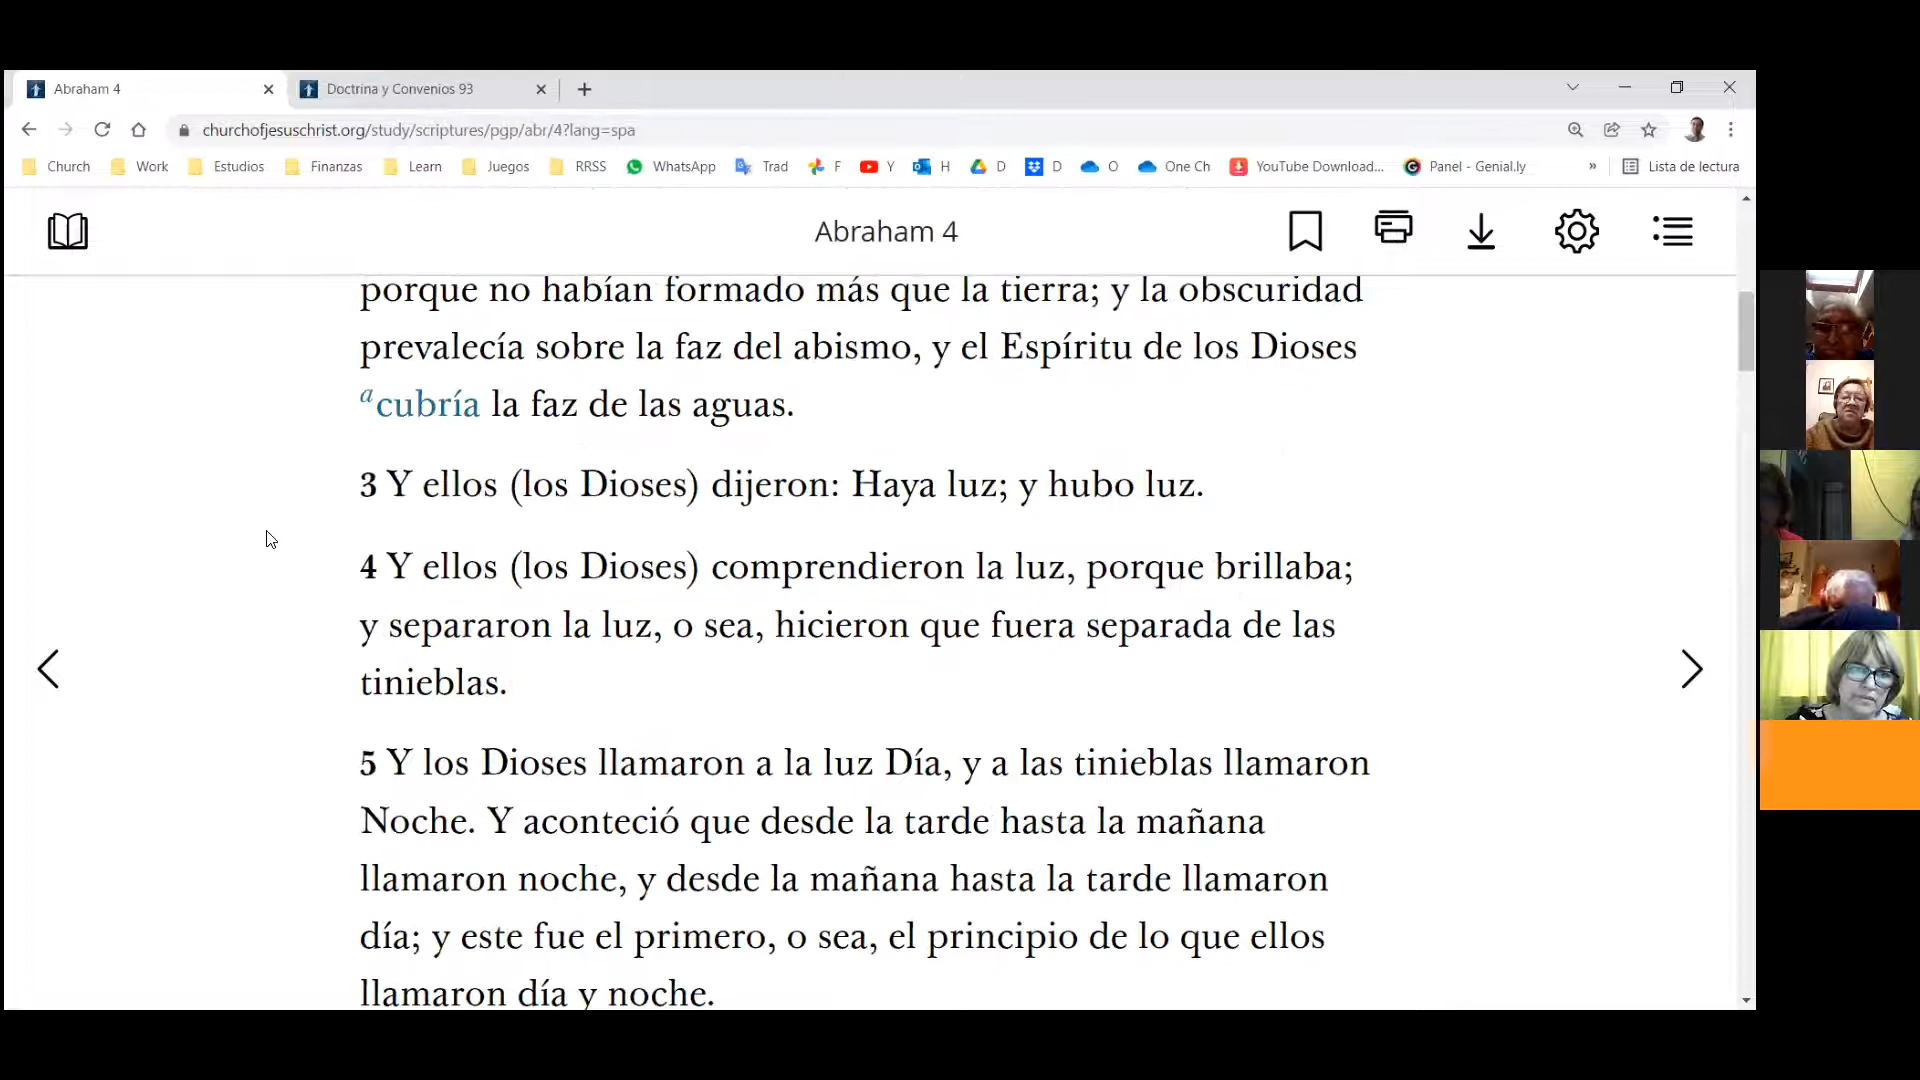 Abraham 4
Doctrina y Convenios 93
churchofjesuschrist.org/study/scriptures/pgp/abr/4?lang=spa
Church Work Estudios Finanzas Learn Juegos RRSS WhatsApp Trad F Y H D D O One Ch YouTube Download... Panel - Genial.ly » Lista de lectura
Abraham 4
porque no habían formado más que la tierra; y la obscuridad
prevalecía sobre la faz del abismo, y el Espíritu de los Dioses
a cubría la faz de las aguas.
3 Y ellos (los Dioses) dijeron: Haya luz; y hubo luz.
4 Y ellos (los Dioses) comprendieron la luz, porque brillaba;
y separaron la luz, o sea, hicieron que fuera separada de las
tinieblas.
5 Y los Dioses llamaron a la luz Día, y a las tinieblas llamaron
Noche. Y aconteció que desde la tarde hasta la mañana
llamaron noche, y desde la mañana hasta la tarde llamaron
día; y este fue el primero, o sea, el principio de lo que ellos
llamaron día y noche.